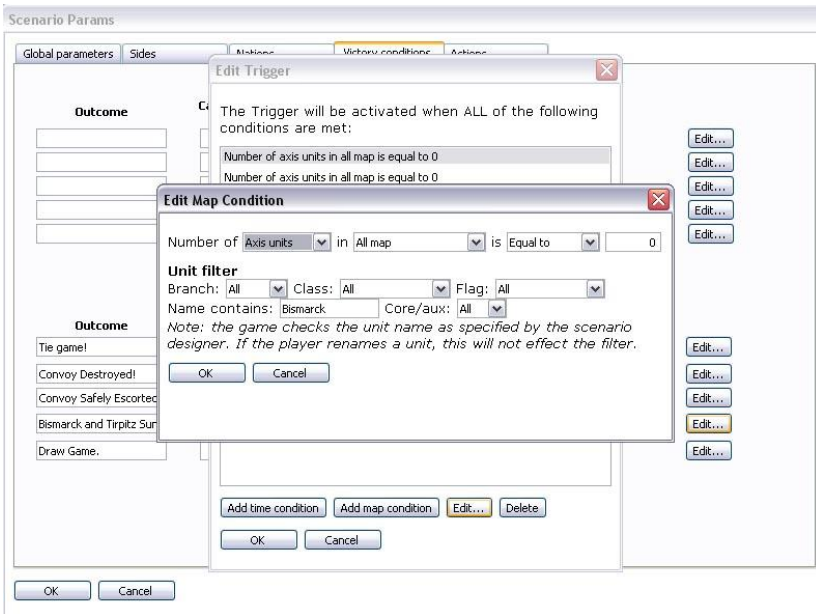 Scenario Params
Global parameters Sides Nations Victory conditions Actions
Edit Trigger
Outcome
The Trigger will be activated when ALL of the following
conditions are met:
Edit...
Number of axis units in all map is equal to 0
Edit...
Number of axis units in all map is equal to 0
Edit...
Edit...
Edit...
Edit Map Condition
Number of Axis units in All map is Equal to 0
Unit filter
Branch: All Class: All Flag: All
Name contains: Bismarck Core/aux: All
Note: the game checks the unit name as specified by the scenario
designer. If the player renames a unit, this will not effect the filter.
OK Cancel
Outcome
Tie game! Edit...
Convoy Destroyed! Edit...
Convoy Safely Escorted Edit...
Bismarck and Tirpitz Edit...
Draw Game. Edit...
Add time condition Add map condition Edit... Delete
OK Cancel
OK Cancel